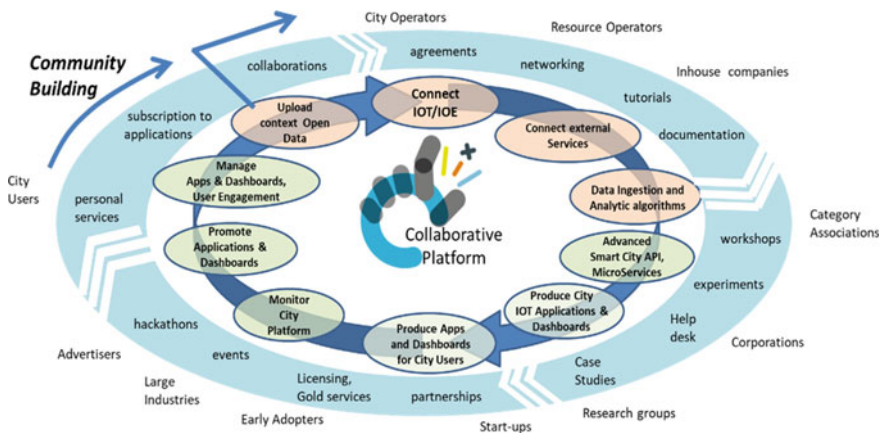 City Operators
Resource Operators
Inhouse companies
Community
Building
collaborations
agreements
networking
tutorials
documentation
subscription to
applications
Upload
context Open
Data
Connect
IOT/IOE
Connect external
Services
City
Users
personal
services
Manage
Apps & Dashboards,
User Engagement
Data Ingestion and
Analytic algorithms
Category
Associations
Collaborative
Platform
Promote
Applications &
Dashboards
Advanced
Smart City API,
MicroServices
workshops
experiments
Monitor
City
Platform
Produce City
IOT Applications &
Dashboards
Produce Apps
and Dashboards
for City Users
hackathons
events
Help
desk
Corporations
Advertisers
Large
Industries
Licensing,
Gold services
partnerships
Case
Studies
Early Adopters
Start-ups
Research groups